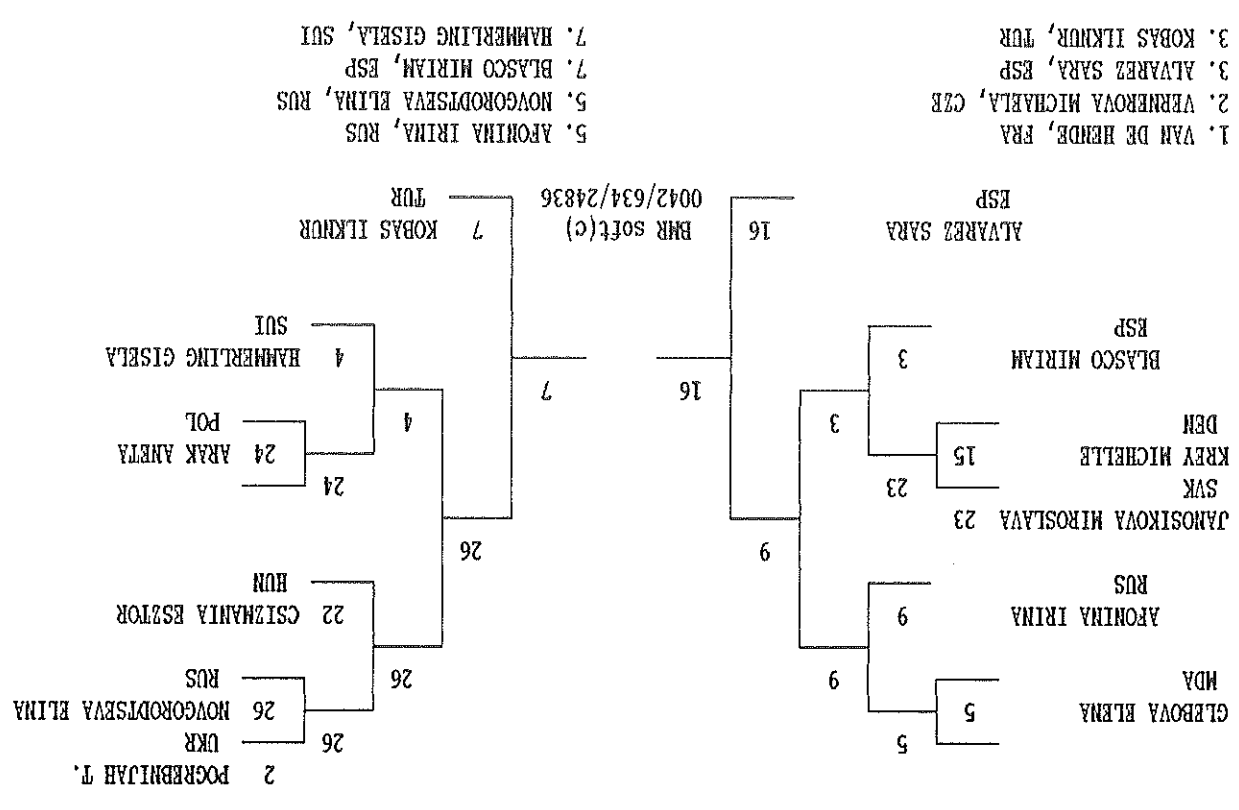 GLEBOVA ELENA 5
MDA
5
AFONINA IRINA 9
RUS
9
JANOSIKOVA MIROSLAVA 23
SVK
KREY MICHELLE 15
DEN
23
BLASCO MIRIAM 3
ESP
3
9
ALVAREZ SARA 16
ESP
16
2 POGREBNIJAH T.
UKR
26
26 NOVGORODTSEVA ELINA
RUS
26
22 CSIZMANIA ESZTOR
HUN
26
24
24 ARAK ANETA
POL
4
4 HAMMERLING GISELA
SUI
7
7 KOBAS ILKNUR
TUR
BMR soft(c)
0042/634/24836
1. VAN DE HENDE, FRA
2. VERNEROVA MICHAELA, CZE
3. ALVAREZ SARA, ESP
3. KOBAS ILKNUR, TUR
5. AFONINA IRINA, RUS
5. NOVGORODTSEVA ELINA, RUS
7. BLASCO MIRIAM, ESP
7. HAMMERLING GISELA, SUI